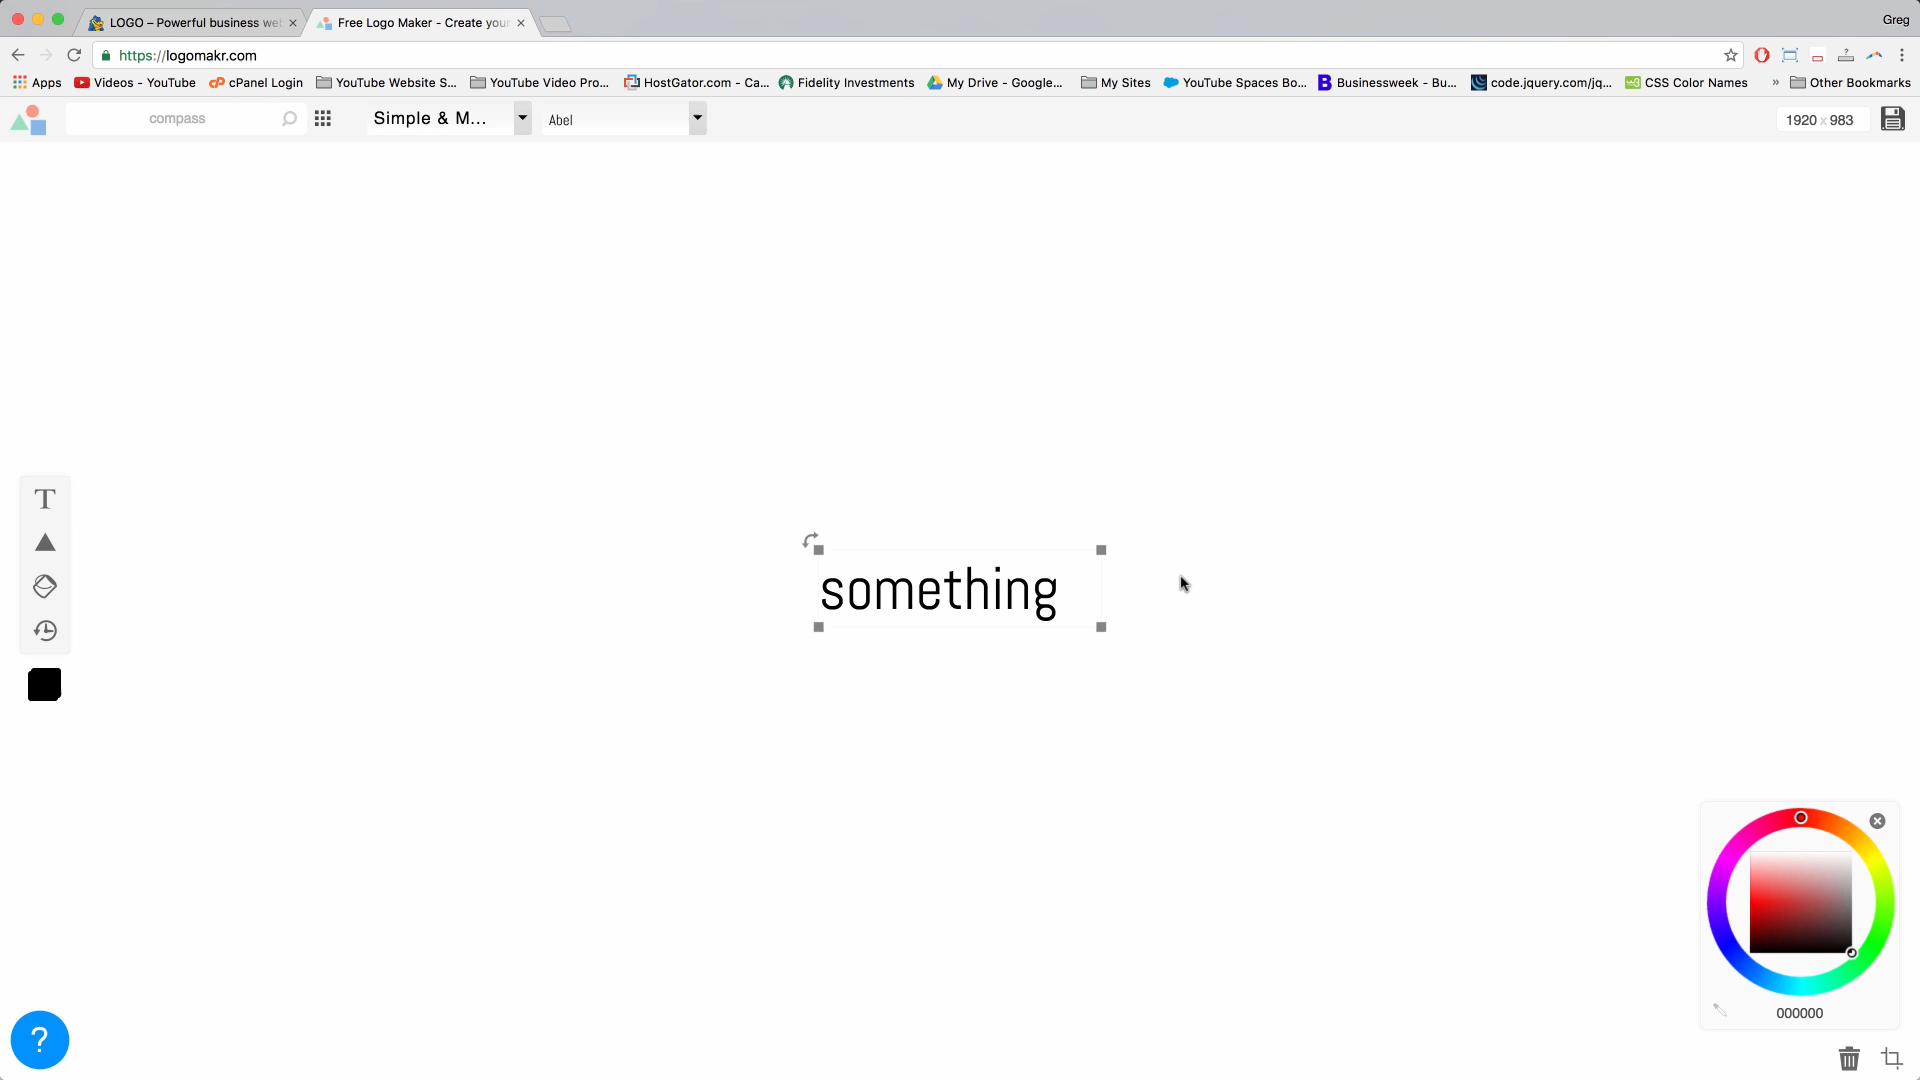 LOGO – Powerful business we
Free Logo Maker - Create your
Greg
https://logomakr.com
Apps
Videos - YouTube
cPanel Login
YouTube Website S...
YouTube Video Pro...
HostGator.com - Ca...
Fidelity Investments
My Drive - Google...
My Sites
YouTube Spaces Bo...
Businessweek - Bu...
code.jquery.com/jq...
CSS Color Names
» Other Bookmarks
compass
Simple & M...
Abel
1920 x 983
T
something
000000
?